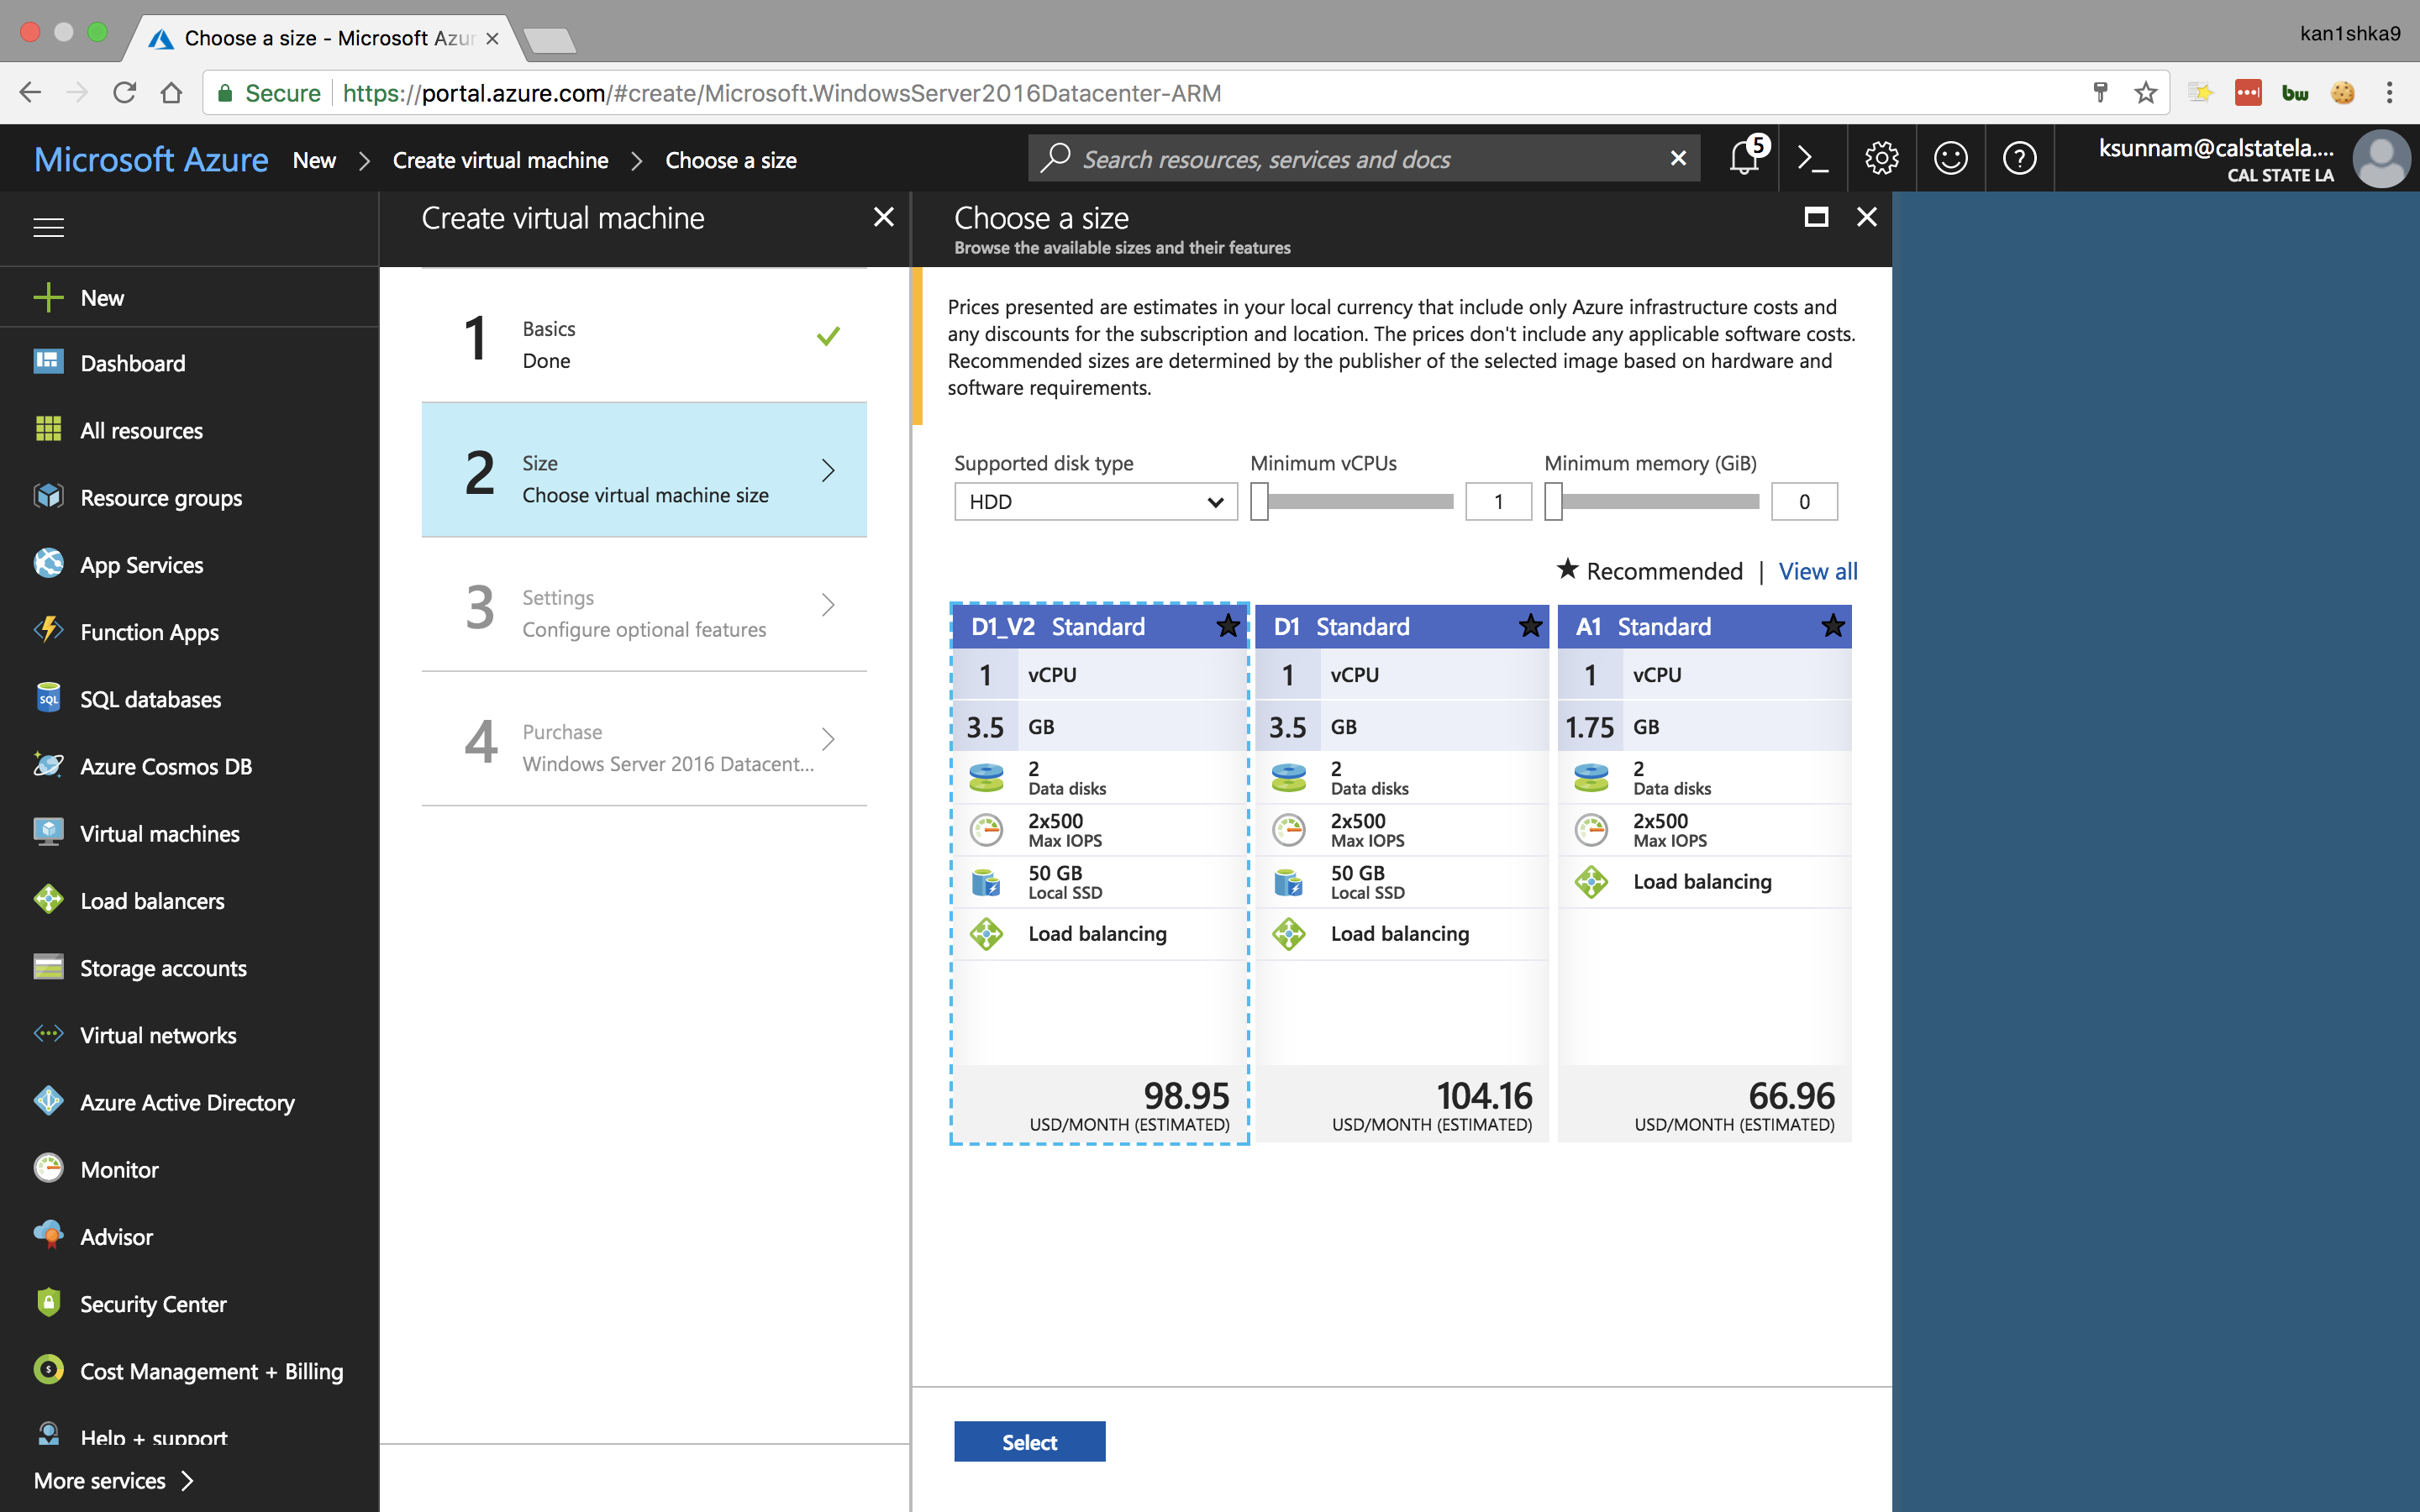 Choose a size - Microsoft Azur
kan1shka9
Secure https://portal.azure.com/#create/Microsoft.WindowsServer2016Datacenter-ARM
bw
Microsoft Azure New Create virtual machine Choose a size
Search resources, services and docs
5
ksunnam@calstatela....
CAL STATE LA
New
Dashboard
All resources
Resource groups
App Services
Function Apps
SQL
SQL databases
Azure Cosmos DB
Virtual machines
Load balancers
Storage accounts
Virtual networks
Azure Active Directory
Monitor
Advisor
Security Center
Cost Management + Billing
Help + support
More services
Create virtual machine
1 Basics
Done
2 Size
Choose virtual machine size
3 Settings
Configure optional features
4 Purchase
Windows Server 2016 Datacent...
Choose a size
Browse the available sizes and their features
Prices presented are estimates in your local currency that include only Azure infrastructure costs and
any discounts for the subscription and location. The prices don't include any applicable software costs.
Recommended sizes are determined by the publisher of the selected image based on hardware and
software requirements.
Supported disk type
HDD
Minimum vCPUs
1
Minimum memory (GiB)
0
★ Recommended | View all
D1_V2 Standard ★
1 vCPU
3.5 GB
2
Data disks
2x500
Max IOPS
50 GB
Local SSD
Load balancing
98.95
USD/MONTH (ESTIMATED)
D1 Standard ★
1 vCPU
3.5 GB
2
Data disks
2x500
Max IOPS
50 GB
Local SSD
Load balancing
104.16
USD/MONTH (ESTIMATED)
A1 Standard ★
1 vCPU
1.75 GB
2
Data disks
2x500
Max IOPS
Load balancing
66.96
USD/MONTH (ESTIMATED)
Select